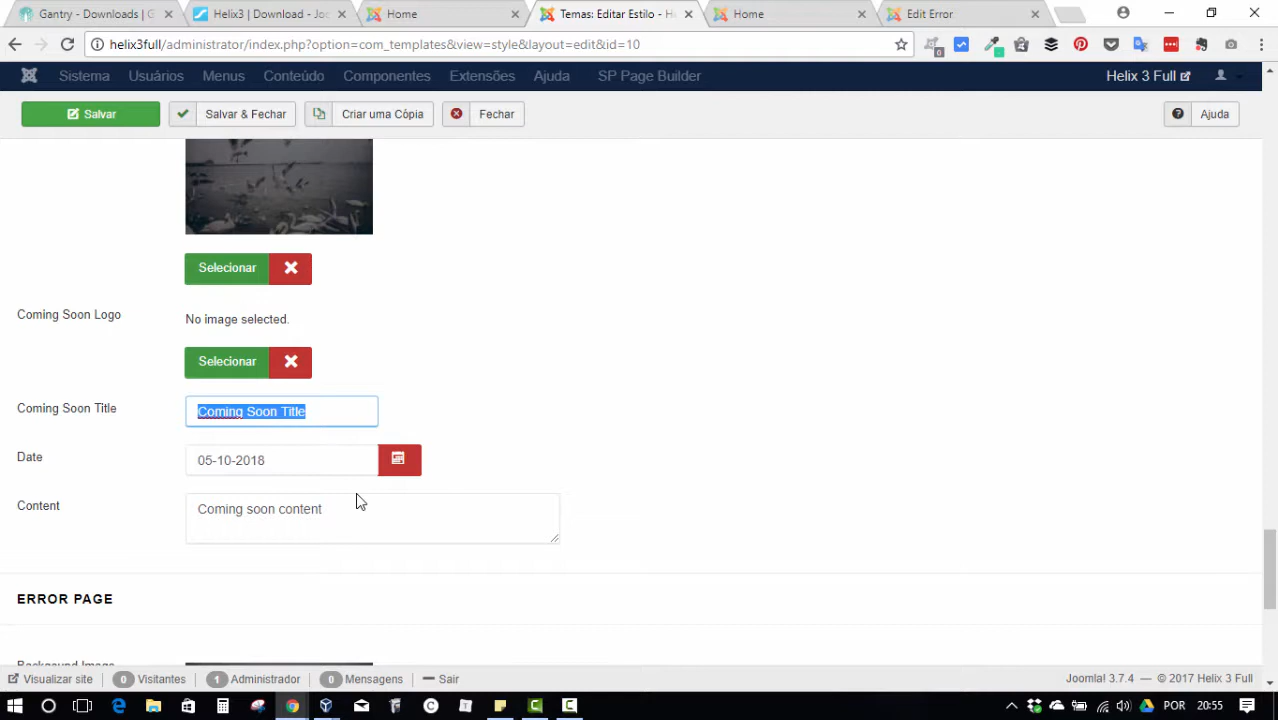 Gantry - Downloads | G
Helix3 | Download - Joo
Home
Temas: Editar Estilo - He
Home
Edit Error
helix3full/administrator/index.php?option=com_templates&view=style&layout=edit&id=10
Sistema Usuários Menus Conteúdo Componentes Extensões Ajuda SP Page Builder Helix 3 Full
Salvar Salvar & Fechar Criar uma Cópia Fechar Ajuda
Selecionar
Coming Soon Logo
No image selected.
Selecionar
Coming Soon Title
Coming Soon Title
Date
05-10-2018
Content
Coming soon content
ERROR PAGE
Backgound Image
Visualizar site 0 Visitantes 1 Administrador 0 Mensagens Sair Joomla! 3.7.4 — © 2017 Helix 3 Full
POR 20:55